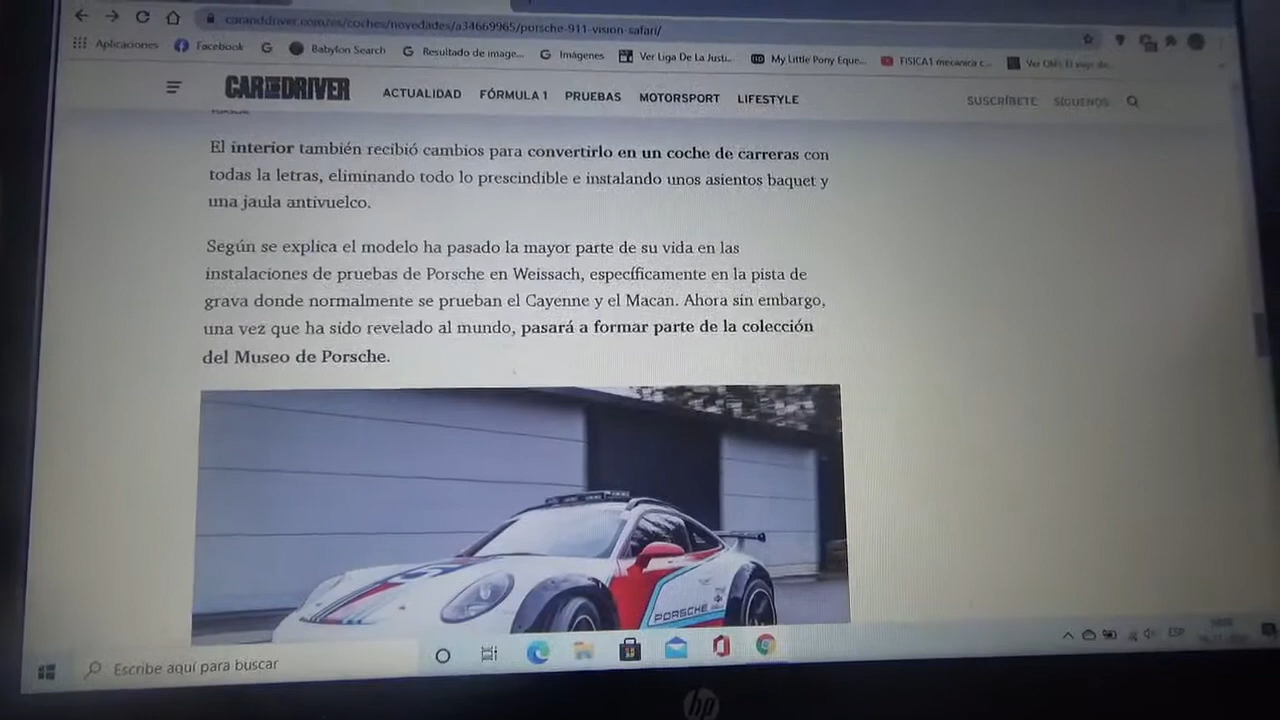 caranddriver.com/es/coches/novedades/a34669965/porsche-911-vision-safari/
Aplicaciones Facebook Babylon Search Resultado de image... Imágenes Ver Liga De La Justi... My Little Pony Eque... FISICA1 mecanica c...
CAR AND DRIVER ACTUALIDAD FÓRMULA 1 PRUEBAS MOTORSPORT LIFESTYLE SUSCRÍBETE SÍGUENOS
El interior también recibió cambios para convertirlo en un coche de carreras con
todas la letras, eliminando todo lo prescindible e instalando unos asientos baquet y
una jaula antivuelco.
Según se explica el modelo ha pasado la mayor parte de su vida en las
instalaciones de pruebas de Porsche en Weissach, específicamente en la pista de
grava donde normalmente se prueban el Cayenne y el Macan. Ahora sin embargo,
una vez que ha sido revelado al mundo, pasará a formar parte de la colección
del Museo de Porsche.
PORSCHE
Escribe aquí para buscar
ESP
hp